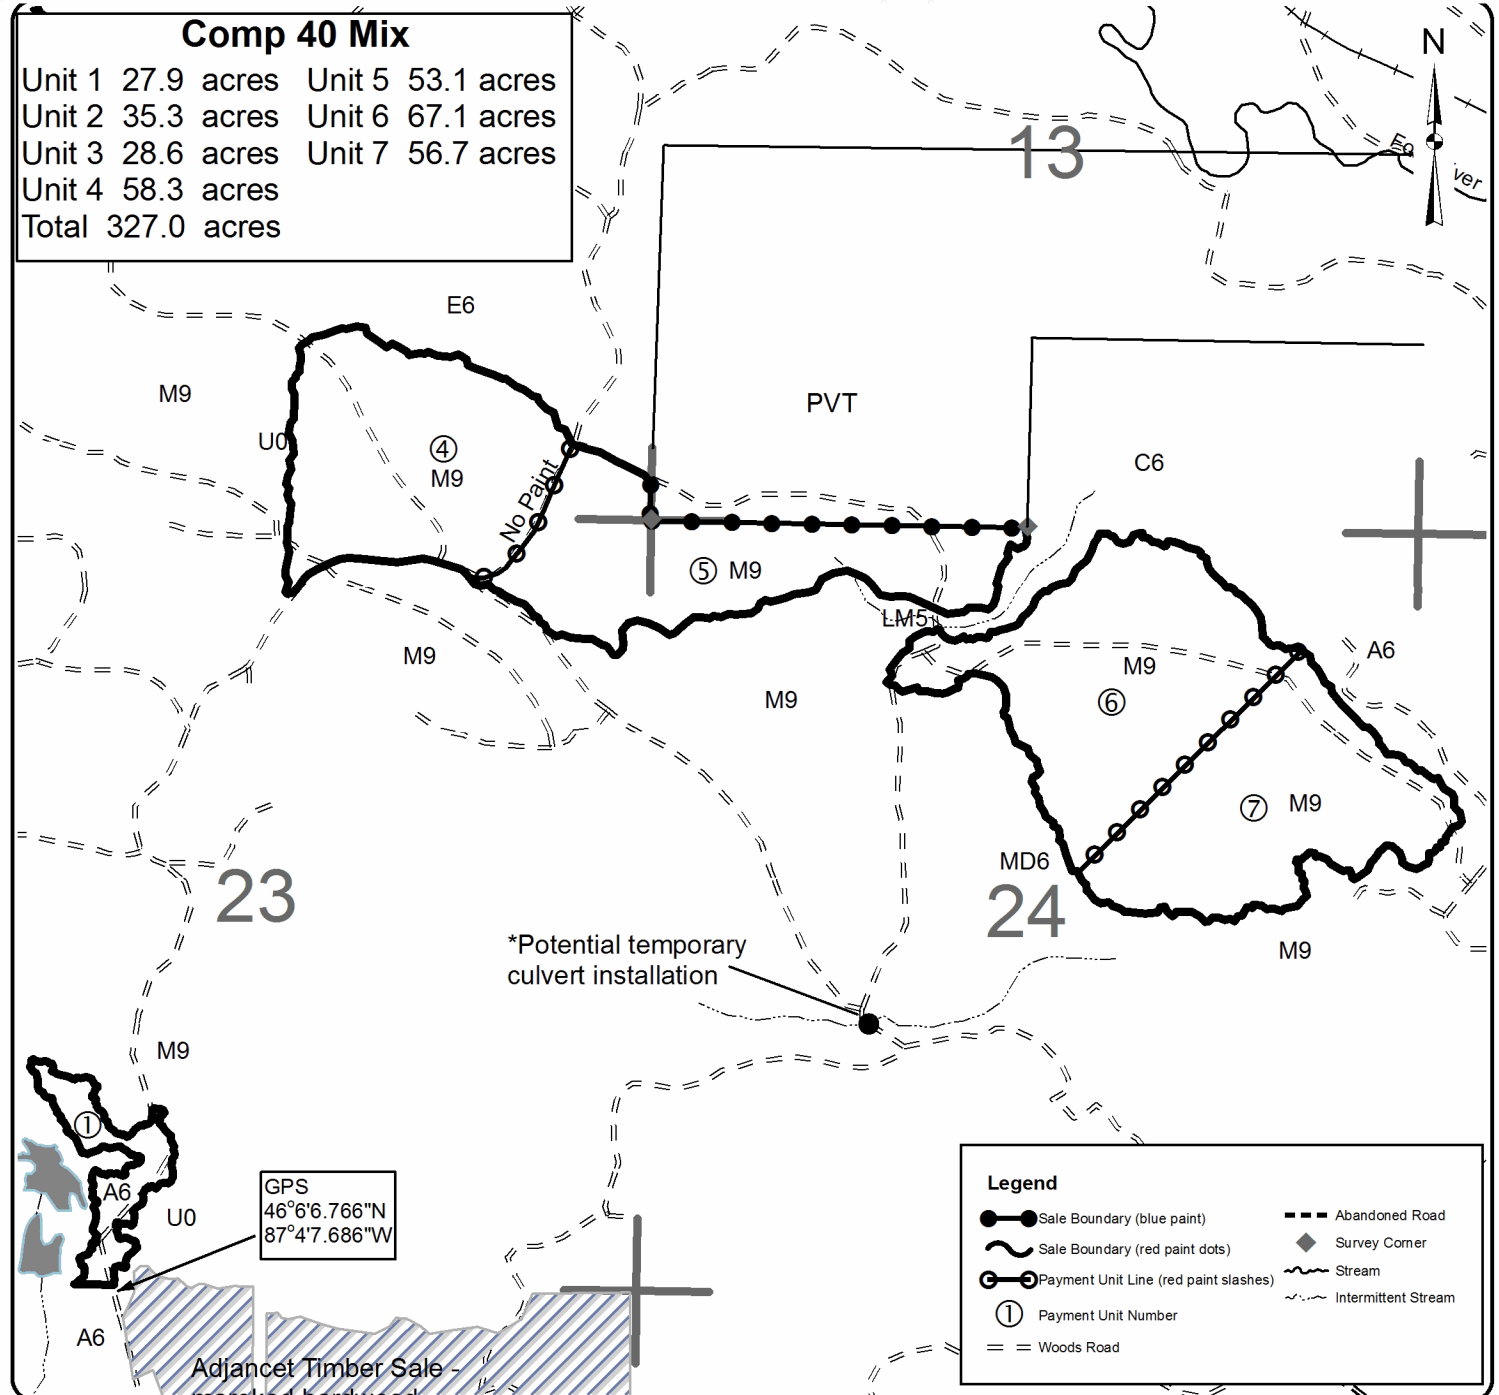 Comp 40 Mix
Unit 1 27.9 acres Unit 5 53.1 acres
Unit 2 35.3 acres Unit 6 67.1 acres
Unit 3 28.6 acres Unit 7 56.7 acres
Unit 4 58.3 acres
Total 327.0 acres
N
13
Fo
ver
E6
M9
PVT
U0
4
M9
No Paint
C6
5 M9
LM5
M9
M9
M9
A6
6
7 M9
MD6
23
24
*Potential temporary
culvert installation
M9
M9
1
A6
U0
GPS
46°6'6.766"N
87°4'7.686"W
A6
Adjancet Timber Sale -
Legend
Sale Boundary (blue paint)
Sale Boundary (red paint dots)
Payment Unit Line (red paint slashes)
1 Payment Unit Number
Woods Road
Abandoned Road
Survey Corner
Stream
Intermittent Stream